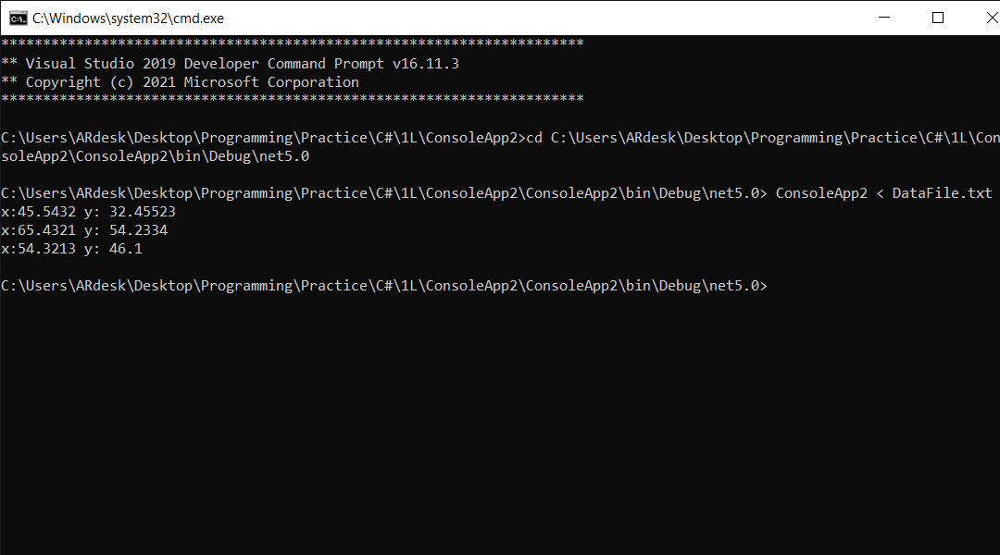 C:\Windows\system32\cmd.exe
**********************************************************************
** Visual Studio 2019 Developer Command Prompt v16.11.3
** Copyright (c) 2021 Microsoft Corporation
**********************************************************************
C:\Users\ARdesk\Desktop\Programming\Practice\C#\1L\ConsoleApp2>cd C:\Users\ARdesk\Desktop\Programming\Practice\C#\1L\Con
soleApp2\ConsoleApp2\bin\Debug\net5.0
C:\Users\ARdesk\Desktop\Programming\Practice\C#\1L\ConsoleApp2\ConsoleApp2\bin\Debug\net5.0> ConsoleApp2 < DataFile.txt
x:45.5432 y: 32.45523
x:65.4321 y: 54.2334
x:54.3213 y: 46.1
C:\Users\ARdesk\Desktop\Programming\Practice\C#\1L\ConsoleApp2\ConsoleApp2\bin\Debug\net5.0>